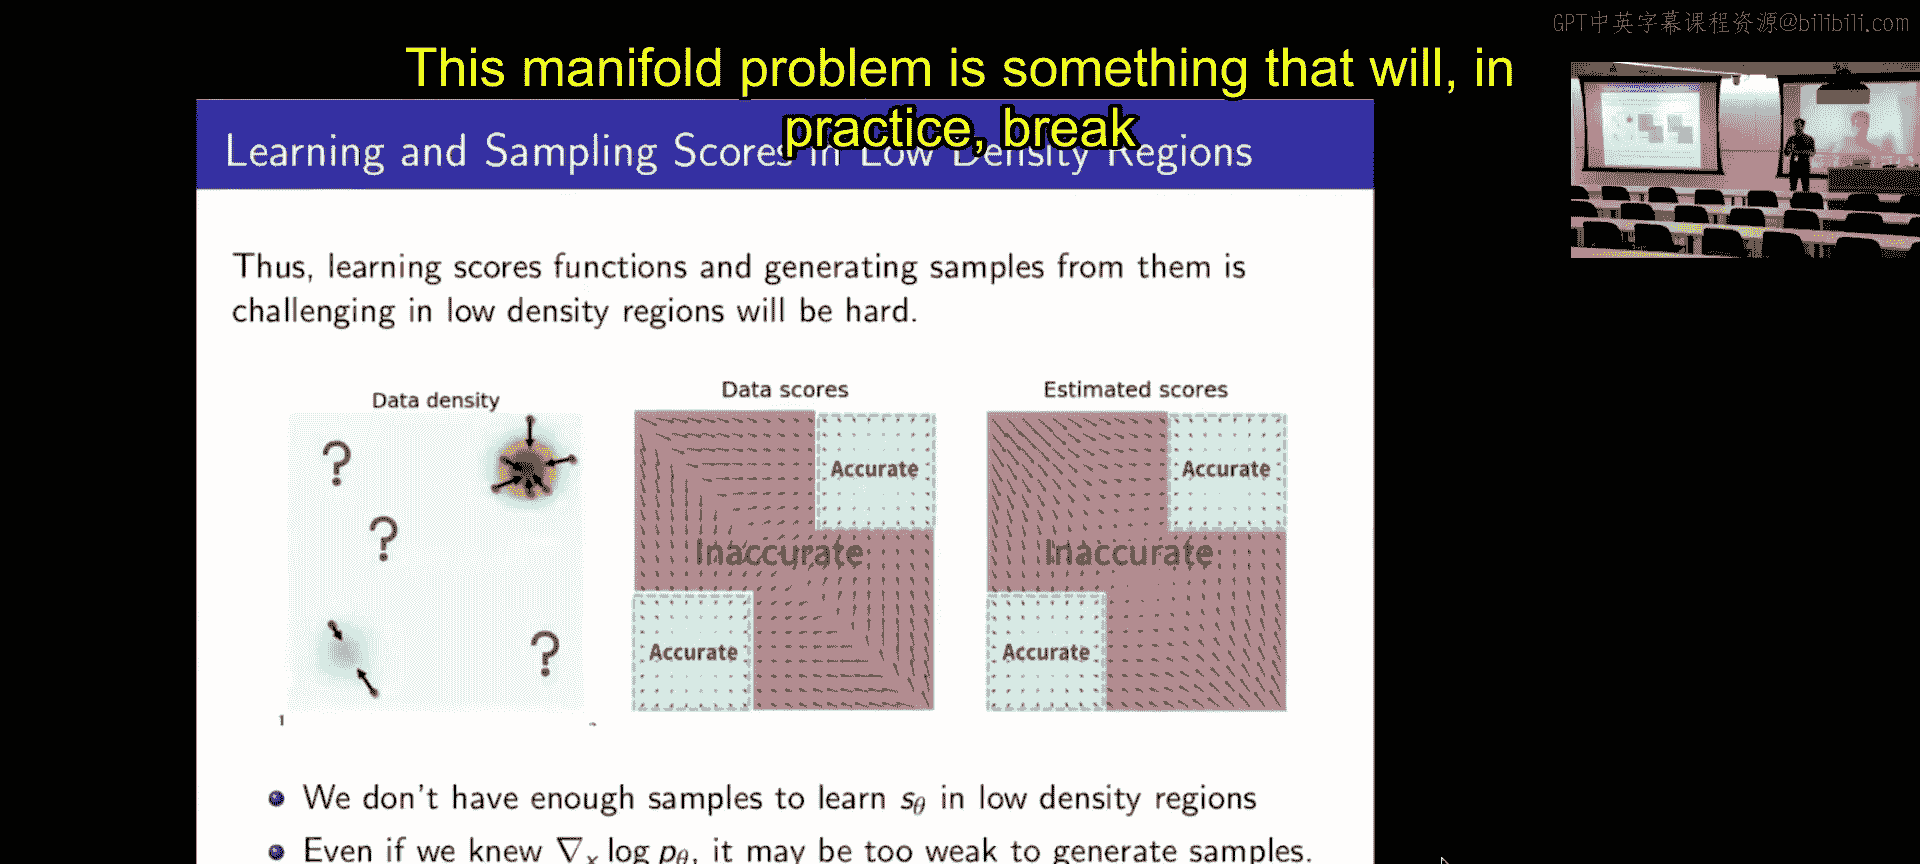 GPT中英字幕课程资源@bilibili.com
This manifold problem is something that will, in
practice, break
Learning and Sampling Scores in Low Density Regions
Thus, learning scores functions and generating samples from them is
challenging in low density regions will be hard.
Data density
Data scores
Estimated scores
?
?
?
Accurate
Inaccurate
Accurate
Accurate
Inaccurate
Accurate
We don't have enough samples to learn sθ in low density regions
Even if we knew ∇x log pθ, it may be too weak to generate samples.